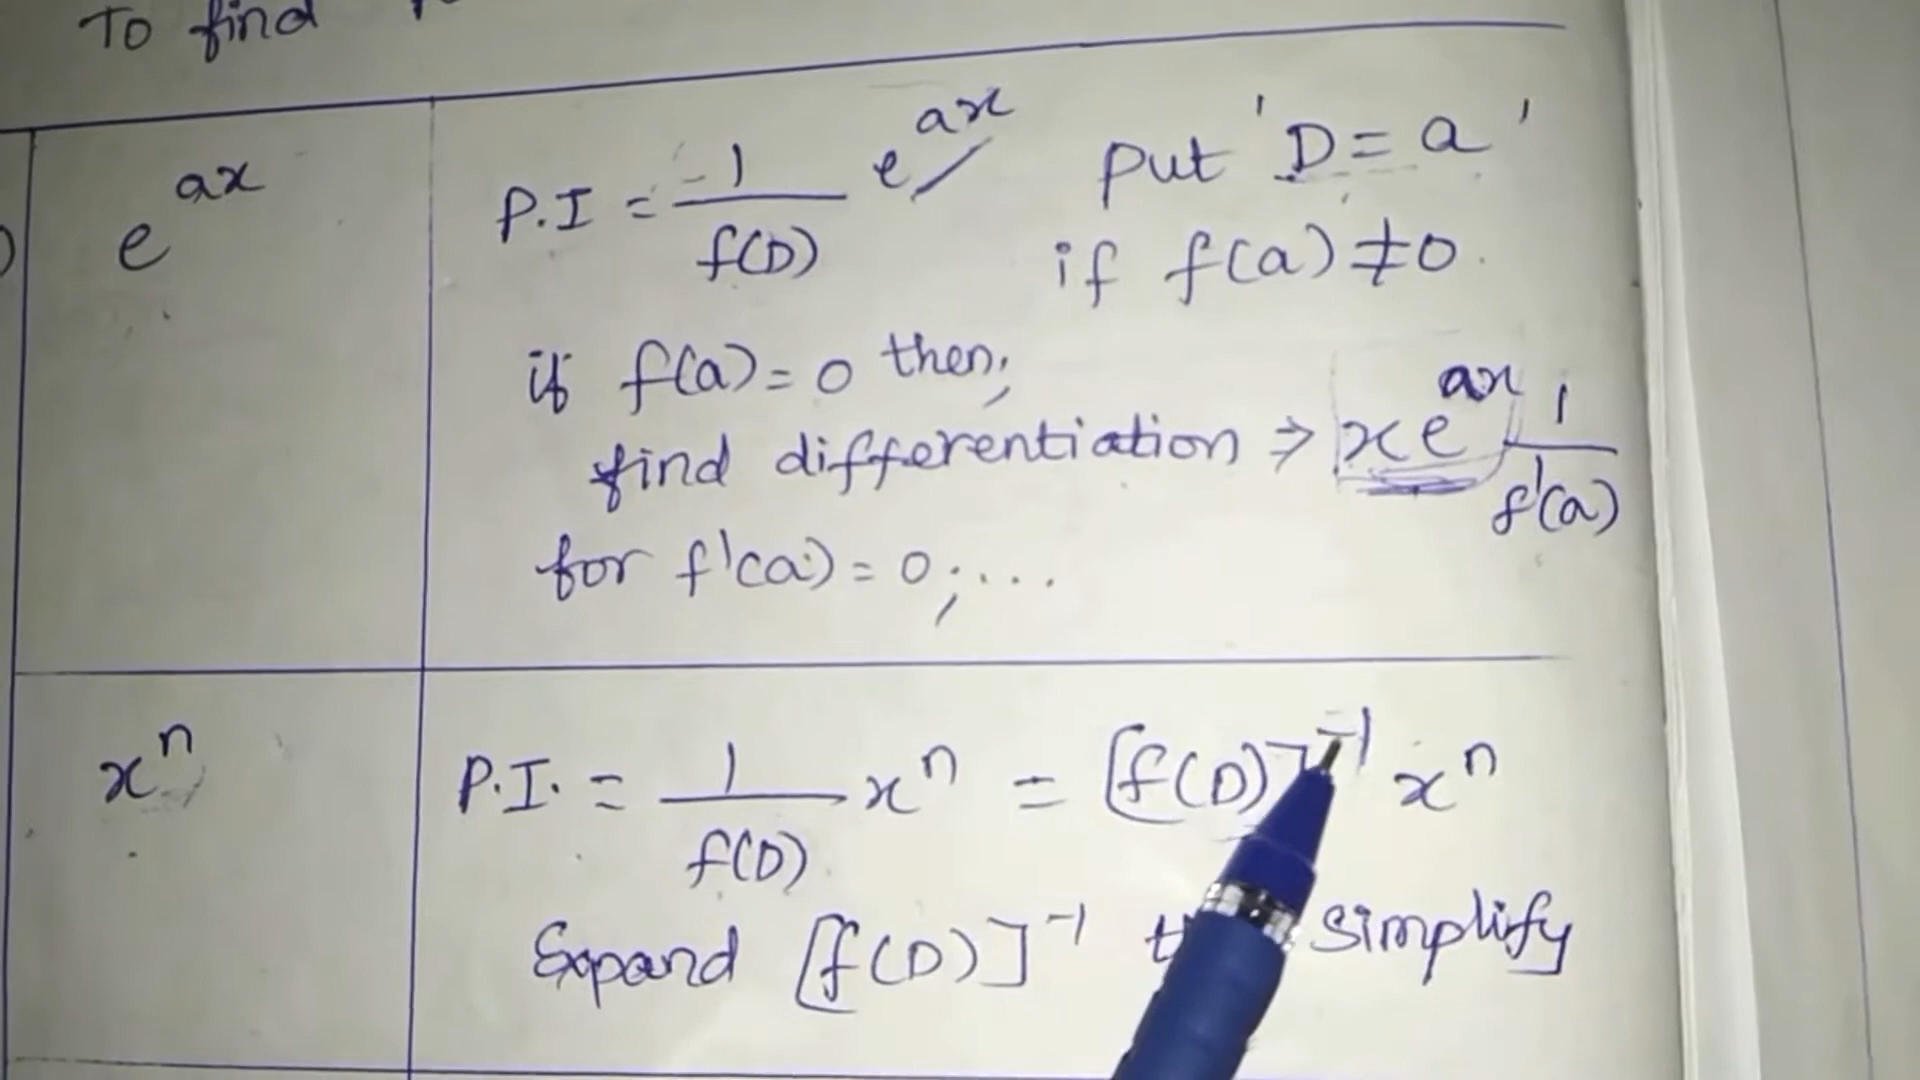 To find
e^ax
P.I = 1/f(D) e^ax Put 'D = a'
if f(a) ≠ 0.
if f(a) = 0 then,
find differentiation ⇒ xe^ax 1/f'(a)
for f'(a) = 0; ...
x^n
P.I. = 1/f(D) x^n = [f(D)]^-1 x^n
Expand [f(D)]^-1 simplify